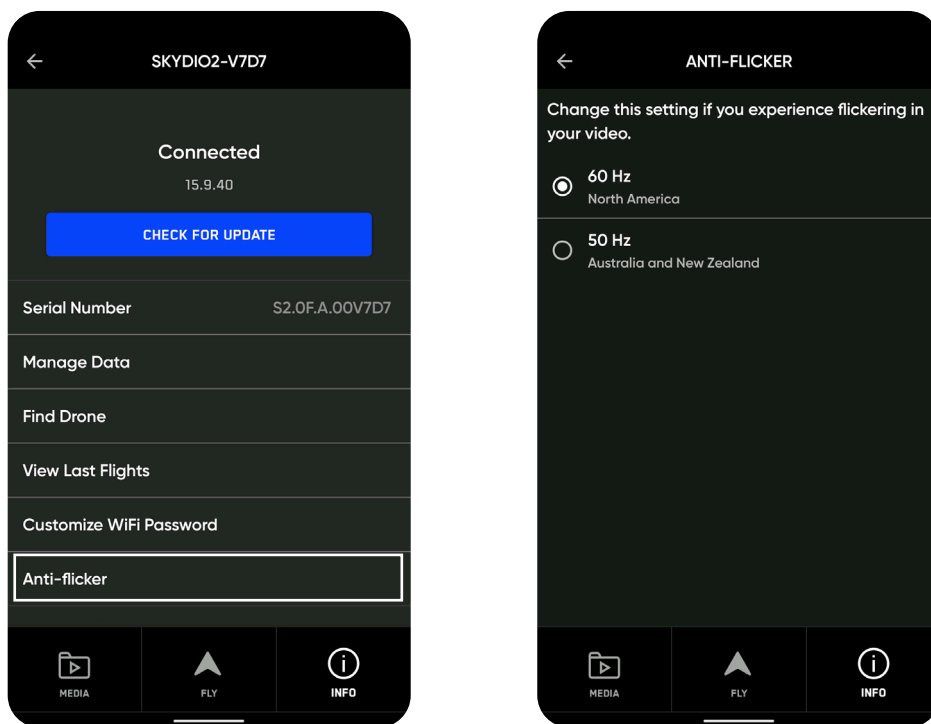 SKYDIO2-V7D7
Connected
15.9.40
CHECK FOR UPDATE
Serial Number S2.0F.A.00V7D7
Manage Data
Find Drone
View Last Flights
Customize WiFi Password
Anti-flicker
MEDIA FLY INFO
ANTI-FLICKER
Change this setting if you experience flickering in
your video.
60 Hz
North America
50 Hz
Australia and New Zealand
MEDIA FLY INFO